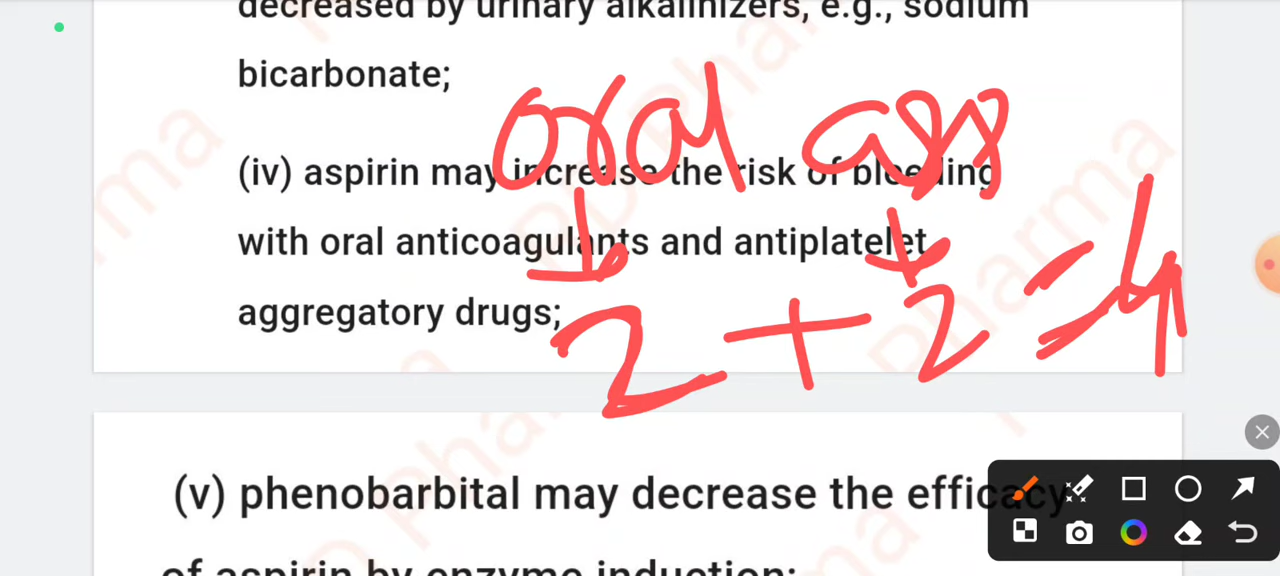 decreased by urinary alkalinizers, e.g., sodium
bicarbonate;
oral ass
(iv) aspirin may increase the risk of bleeding
with oral anticoagulants and antiplatelet
aggregatory drugs;
2 + 2 = 4
(v) phenobarbital may decrease the efficacy
of aspirin by enzyme induction;